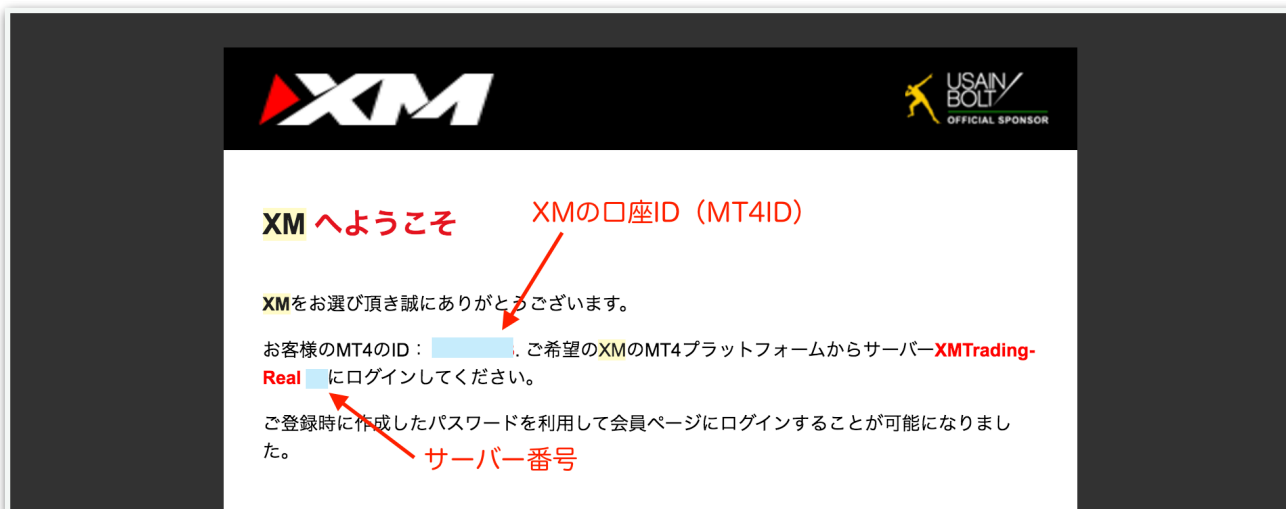 XM
USAIN
BOLT
OFFICIAL SPONSOR
XM へようこそ
XMの口座ID（MT4ID）
XMをお選び頂き誠にありがとうございます。
お客様のMT4のID： . ご希望のXMのMT4プラットフォームからサーバーXMTrading-
Real にログインしてください。
ご登録時に作成したパスワードを利用して会員ページにログインすることが可能になりまし
た。
サーバー番号